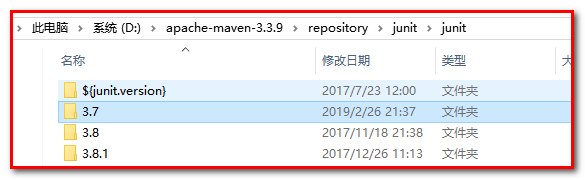 此电脑 › 系统 (D:) › apache-maven-3.3.9 › repository › junit › junit
名称 修改日期 类型
${junit.version} 2017/7/23 12:00 文件夹
3.7 2019/2/26 21:37 文件夹
3.8 2017/11/18 21:38 文件夹
3.8.1 2017/12/26 11:13 文件夹